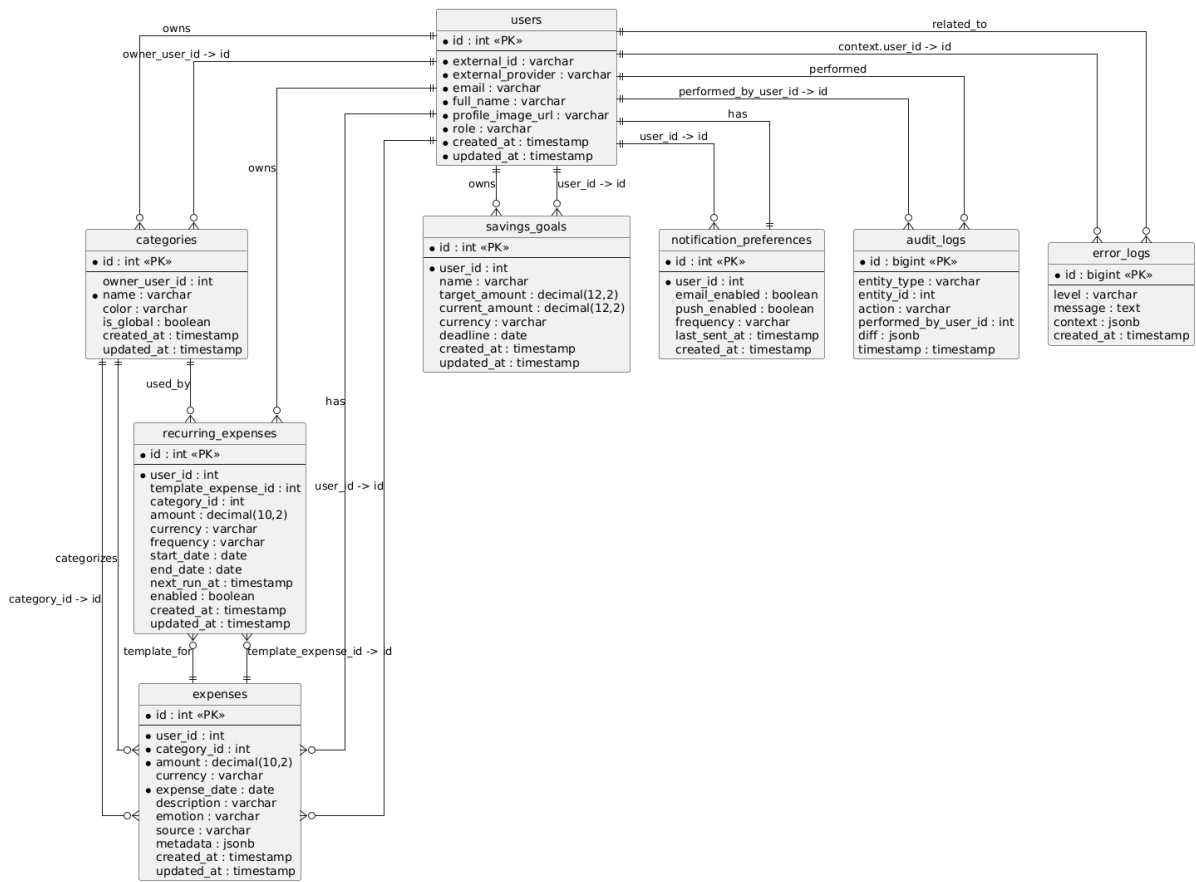 users
id : int «PK»
external_id : varchar
external_provider : varchar
email : varchar
full_name : varchar
profile_image_url : varchar
role : varchar
created_at : timestamp
updated_at : timestamp
owns
owner_user_id -> id
owns
has
user_id -> id
owns
user_id -> id
user_id -> id
has
performed_by_user_id -> id
performed
context.user_id -> id
related_to
categories
id : int «PK»
owner_user_id : int
name : varchar
color : varchar
is_global : boolean
created_at : timestamp
updated_at : timestamp
savings_goals
id : int «PK»
user_id : int
name : varchar
target_amount : decimal(12,2)
current_amount : decimal(12,2)
currency : varchar
deadline : date
created_at : timestamp
updated_at : timestamp
notification_preferences
id : int «PK»
user_id : int
email_enabled : boolean
push_enabled : boolean
frequency : varchar
last_sent_at : timestamp
created_at : timestamp
audit_logs
id : bigint «PK»
entity_type : varchar
entity_id : int
action : varchar
performed_by_user_id : int
diff : jsonb
timestamp : timestamp
error_logs
id : bigint «PK»
level : varchar
message : text
context : jsonb
created_at : timestamp
used_by
recurring_expenses
id : int «PK»
user_id : int
template_expense_id : int
category_id : int
amount : decimal(10,2)
currency : varchar
frequency : varchar
start_date : date
end_date : date
next_run_at : timestamp
enabled : boolean
created_at : timestamp
updated_at : timestamp
categorizes
category_id -> id
template_for
template_expense_id -> id
expenses
id : int «PK»
user_id : int
category_id : int
amount : decimal(10,2)
currency : varchar
expense_date : date
description : varchar
emotion : varchar
source : varchar
metadata : jsonb
created_at : timestamp
updated_at : timestamp